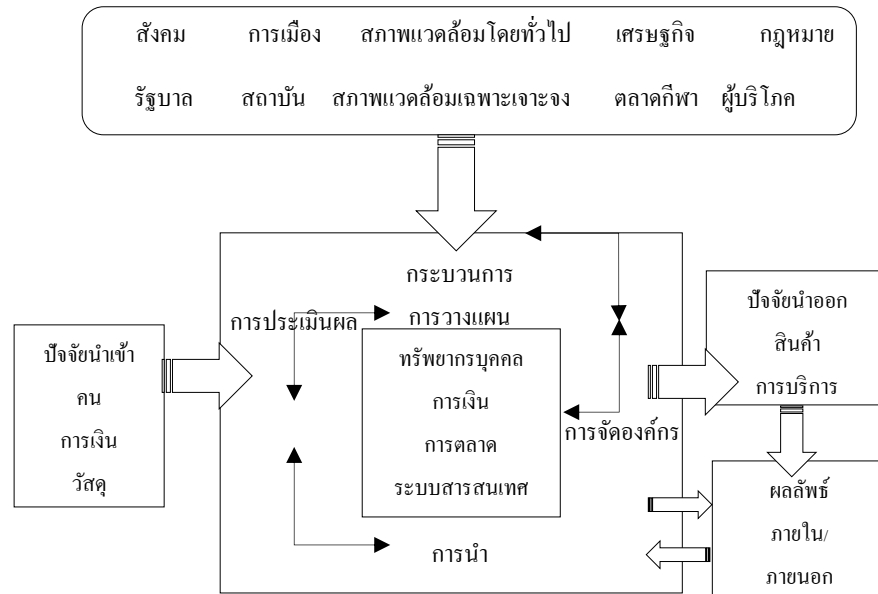 สังคม การเมือง สภาพแวดล้อมโดยทั่วไป เศรษฐกิจ กฎหมาย
รัฐบาล สถาบัน สภาพแวดล้อมเฉพาะเจาะจง ตลาดกีฬา ผู้บริโภค
กระบวนการ
การวางแผน
การประเมินผล
ทรัพยากรบุคคล
การเงิน
การตลาด
ระบบสารสนเทศ
การจัดองค์กร
การนำ
ปัจจัยนำเข้า
คน
การเงิน
วัสดุ
ปัจจัยนำออก
สินค้า
การบริการ
ผลลัพธ์
ภายใน/
ภายนอก